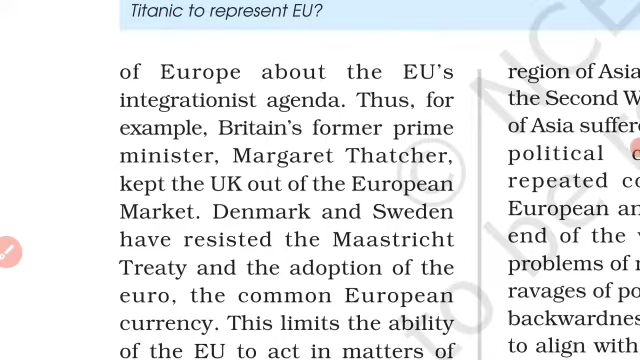 Titanic to represent EU?
of Europe about the EU's
integrationist agenda. Thus, for
example, Britain's former prime
minister, Margaret Thatcher,
kept the UK out of the European
Market. Denmark and Sweden
have resisted the Maastricht
Treaty and the adoption of the
euro, the common European
currency. This limits the ability
of the EU to act in matters of
region of Asia
the Second W
of Asia suffere
political c
repeated co
European an
end of the
problems of
ravages of po
backwardnes
to align with
© NCE
to be